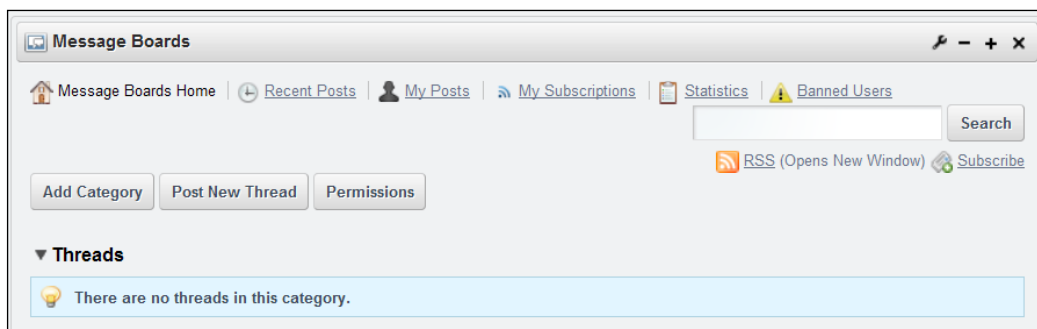 Message Boards
Message Boards Home Recent Posts My Posts My Subscriptions Statistics Banned Users
Search
RSS (Opens New Window) Subscribe
Add Category Post New Thread Permissions
Threads
There are no threads in this category.